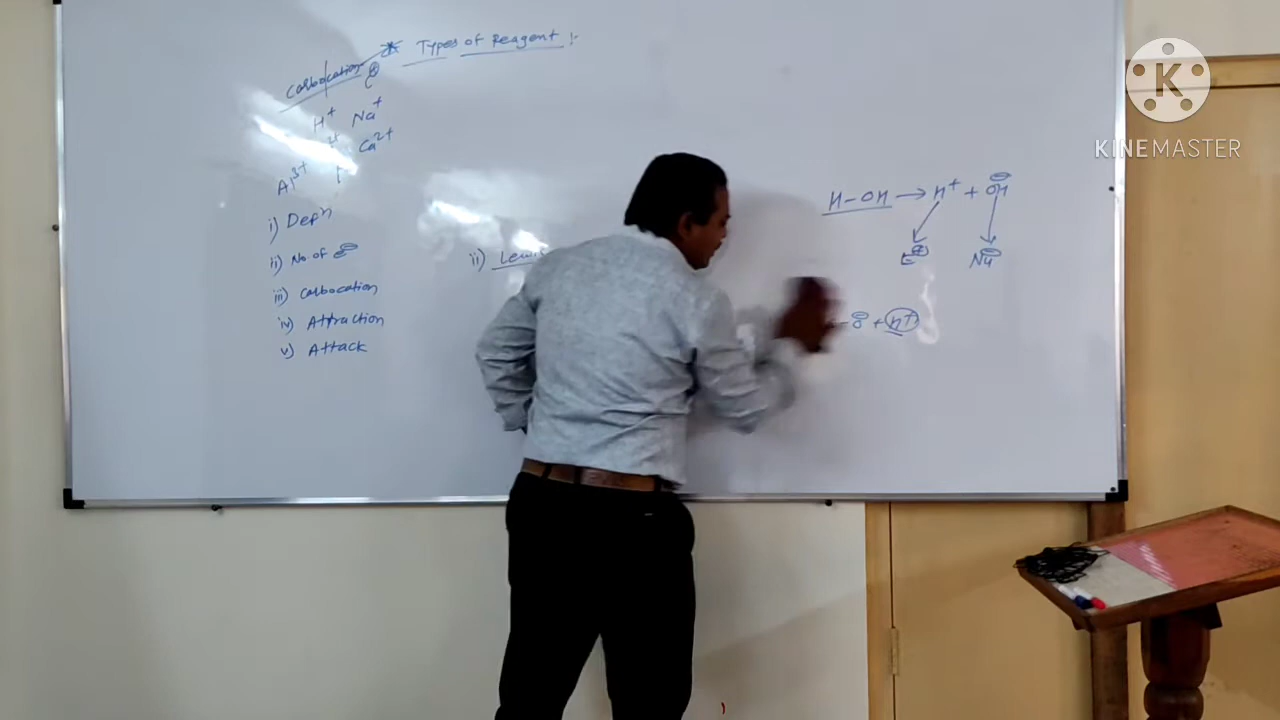 Types of Reagent :-
Carbocation
C⊕
H+ Na+
Ca2+
Al3+
i) Depn
ii) No. of e⊖
iii) Carbocation
iv) Attraction
v) Attack
ii) Lewis
H-OH → H+ + OH⊖
E⊕ Nu⊖
+ H+
K
KINEMASTER